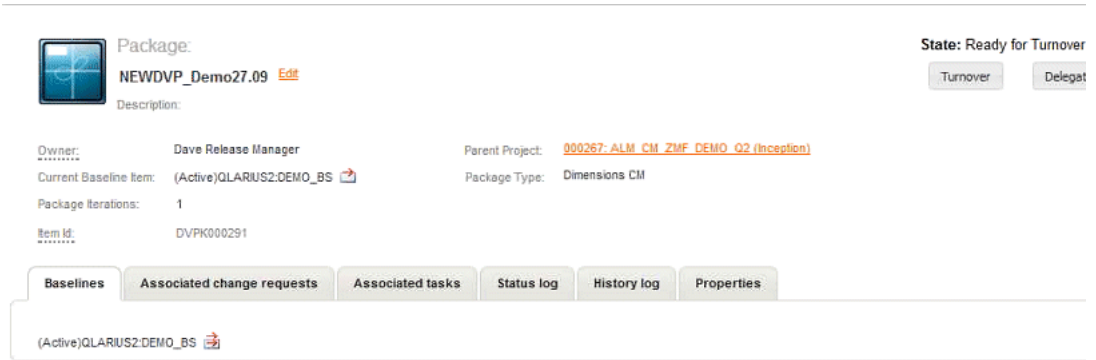 Package:
State: Ready for Turnover
NEWDVP_Demo27.09 Edit
Turnover
Delegat
Description:
Owner: Dave Release Manager
Parent Project: 000267: ALM_CM_ZMF_DEMO_Q2 (Inception)
Current Baseline Item: (Active)QLARIUS2:DEMO_BS
Package Type: Dimensions CM
Package Iterations: 1
Item Id: DVPK000291
Baselines
Associated change requests
Associated tasks
Status log
History log
Properties
(Active)QLARIUS2:DEMO_BS